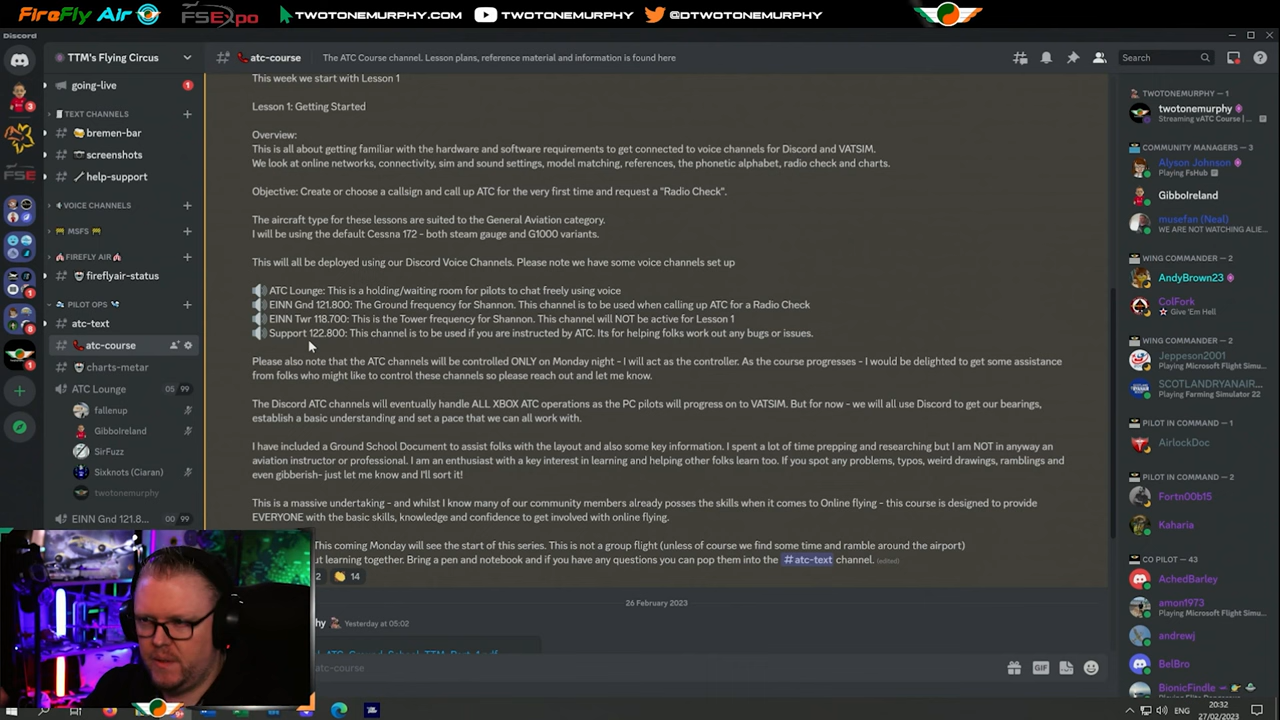 FireFly Air
FSExpo
TWOTONEMURPHY.COM
TWOTONEMURPHY
@DTWOTONEMURPHY
Discord
TTM's Flying Circus
atc-course
The ATC Course channel. Lesson plans, reference material and information is found here
Search
going-live
1
TEXT CHANNELS
bremen-bar
screenshots
help-support
VOICE CHANNELS
MSFS
FIREFLY AIR
fireflyair-status
PILOT OPS
atc-text
atc-course
charts-metar
ATC Lounge
05 99
fallenup
GibboIreland
SirFuzz
Sixknots (Ciaran)
twotonemurphy
EINN Gnd 121.8...
00 99
This week we start with Lesson 1
Lesson 1: Getting Started
Overview:
This is all about getting familiar with the hardware and software requirements to get connected to voice channels for Discord and VATSIM.
We look at online networks, connectivity, sim and sound settings, model matching, references, the phonetic alphabet, radio check and charts.
Objective: Create or choose a callsign and call up ATC for the very first time and request a "Radio Check".
The aircraft type for these lessons are suited to the General Aviation category.
I will be using the default Cessna 172 - both steam gauge and G1000 variants.
This will all be deployed using our Discord Voice Channels. Please note we have some voice channels set up
ATC Lounge: This is a holding/waiting room for pilots to chat freely using voice
EINN Gnd 121.800: The Ground frequency for Shannon. This channel is to be used when calling up ATC for a Radio Check
EINN Twr 118.700: This is the Tower frequency for Shannon. This channel will NOT be active for Lesson 1
Support 122.800: This channel is to be used if you are instructed by ATC. Its for helping folks work out any bugs or issues.
Please also note that the ATC channels will be controlled ONLY on Monday night - I will act as the controller. As the course progresses - I would be delighted to get some assistance
from folks who might like to control these channels so please reach out and let me know.
The Discord ATC channels will eventually handle ALL XBOX ATC operations as the PC pilots will progress on to VATSIM. But for now - we will all use Discord to get our bearings,
establish a basic understanding and set a pace that we can all work with.
I have included a Ground School Document to assist folks with the layout and also some key information. I spent a lot of time prepping and researching but I am NOT in anyway an
aviation instructor or professional. I am an enthusiast with a key interest in learning and helping other folks learn too. If you spot any problems, typos, weird drawings, ramblings and
even gibberish- just let me know and I'll sort it!
This is a massive undertaking - and whilst I know many of our community members already posses the skills when it comes to Online flying - this course is designed to provide
EVERYONE with the basic skills, knowledge and confidence to get involved with online flying.
This coming Monday will see the start of this series. This is not a group flight (unless of course we find some time and ramble around the airport)
ut learning together. Bring a pen and notebook and if you have any questions you can pop them into the #atc-text channel. (edited)
2
14
26 February 2023
hy
Yesterday at 05:02
atc-course
GIF
TWOTONEMURPHY — 1
twotonemurphy
Streaming vATC Course |...
COMMUNITY MANAGERS — 3
Alyson Johnson
Playing FsHub
GibboIreland
musefan (Neal)
WE ARE NOT WATCHING ALIE...
WING COMMANDER — 2
AndyBrown23
ColFork
Give 'Em Hell
WING COMMANDER — 2
Jeppeson2001
Playing Microsoft Flight Simu...
SCOTLANDRYANAIR...
Playing Farming Simulator 22
PILOT IN COMMAND — 1
AirlockDoc
PILOT IN COMMAND — 2
Fortn00b15
Kaharia
CO PILOT — 43
AchedBarley
amon1973
Playing Microsoft Flight Simu...
andrewj
BelBro
BionicFindle
ENG
20:32
27/02/2023